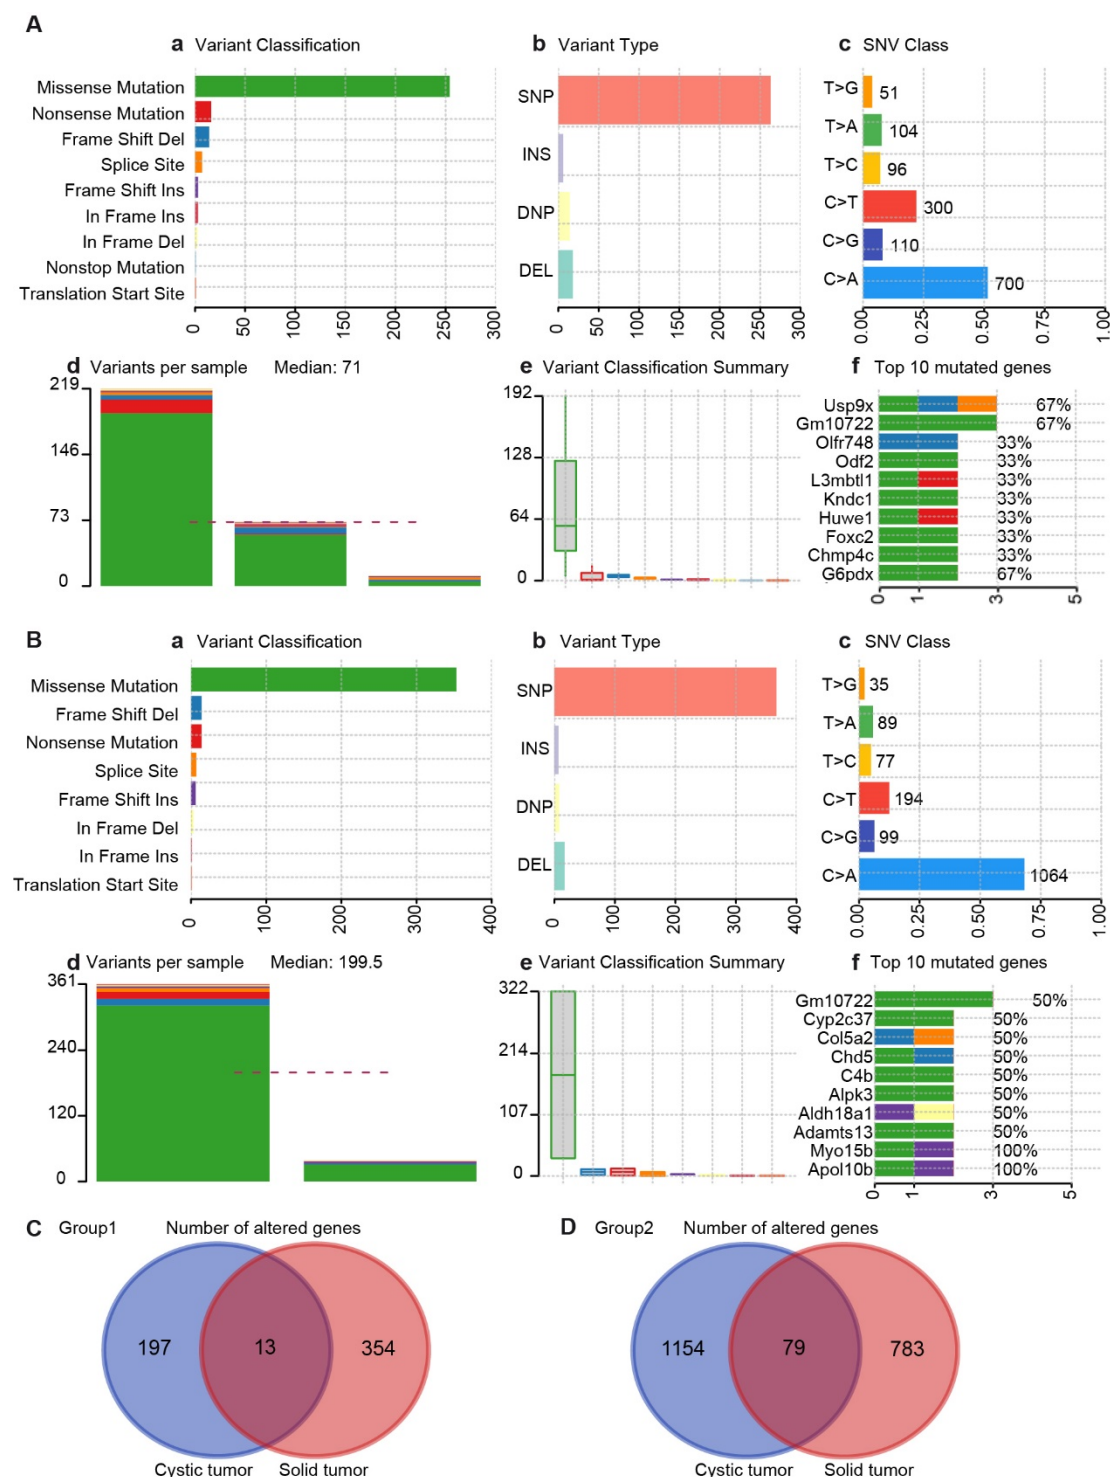 A
a Variant Classification
Missense Mutation
Nonsense Mutation
Frame Shift Del
Splice Site
Frame Shift Ins
In Frame Ins
In Frame Del
Nonstop Mutation
Translation Start Site
0 50 100 150 200 250 300
b Variant Type
SNP
INS
DNP
DEL
0 50 100 150 200 250 300
c SNV Class
T>G 51
T>A 104
T>C 96
C>T 300
C>G 110
C>A 700
0.00 0.25 0.50 0.75 1.00
d Variants per sample Median: 71
219
146
73
0
e Variant Classification Summary
192
128
64
0
f Top 10 mutated genes
Usp9x 67%
Gm10722 67%
Olfr748 33%
Odf2 33%
L3mbtl1 33%
Kndc1 33%
Huwe1 33%
Foxc2 33%
Chmp4c 33%
G6pdx 67%
0 1 3 5
B
a Variant Classification
Missense Mutation
Frame Shift Del
Nonsense Mutation
Splice Site
Frame Shift Ins
In Frame Del
In Frame Ins
Translation Start Site
0 100 200 300 400
b Variant Type
SNP
INS
DNP
DEL
0 100 200 300 400
c SNV Class
T>G 35
T>A 89
T>C 77
C>T 194
C>G 99
C>A 1064
0.00 0.25 0.50 0.75 1.00
d Variants per sample Median: 199.5
361
240
120
0
e Variant Classification Summary
322
214
107
0
f Top 10 mutated genes
Gm10722 50%
Cyp2c37 50%
Col5a2 50%
Chd5 50%
C4b 50%
Alpk3 50%
Aldh18a1 50%
Adamts13 50%
Myo15b 100%
Apol10b 100%
0 1 3 5
C Group1 Number of altered genes
197 13 354
Cystic tumor Solid tumor
D Group2 Number of altered genes
1154 79 783
Cystic tumor Solid tumor